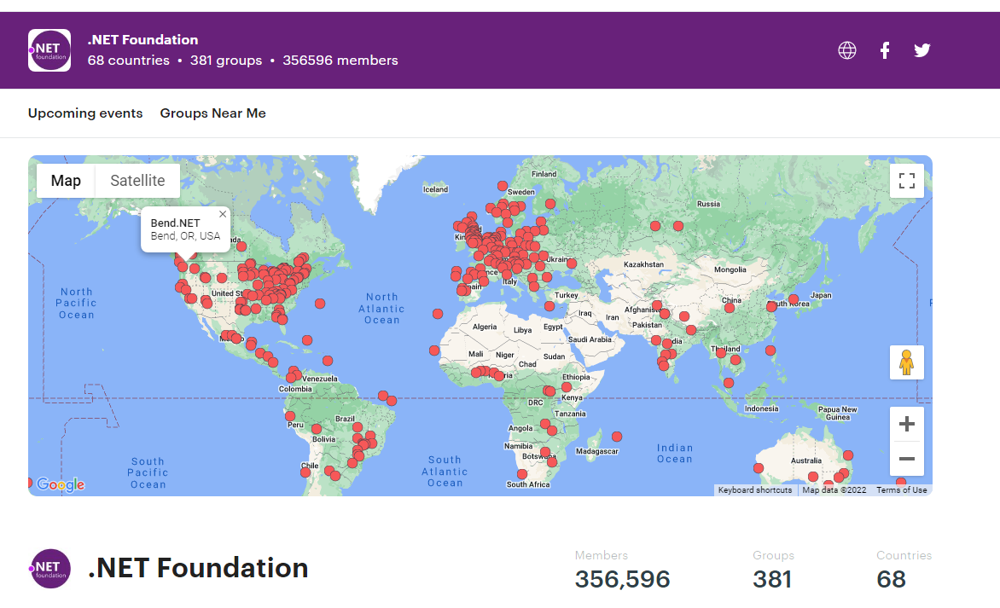 .NET
foundation
.NET Foundation
68 countries • 381 groups • 356596 members
Upcoming events Groups Near Me
Map Satellite
Bend.NET
Bend, OR, USA
Iceland
Finland
Sweden
Russia
Ukraine
Kazakhstan
Mongolia
North
Pacific
Ocean
United St
North
Atlantic
Ocean
Italy
Turkey
China
South Korea
Japan
Iraq
Iran
Afghanis
Pakistan
Algeria
Libya
Egypt
Saudi Arabia
Mali
Niger
Chad
Sudan
Thailand
Ethiopia
Venezuela
Colombia
DRC
Kenya
Tanzania
Indonesia
Papua New
Guinea
Peru
Brazil
Bolivia
Angola
Namibia
Botswana
Madagascar
Indian
Ocean
South
Pacific
Ocean
Chile
South
Atlantic
Ocean
South Africa
Australia
Google
Keyboard shortcuts Map data ©2022 Terms of Use
.NET
foundation
.NET Foundation
Members Groups Countries
356,596 381 68